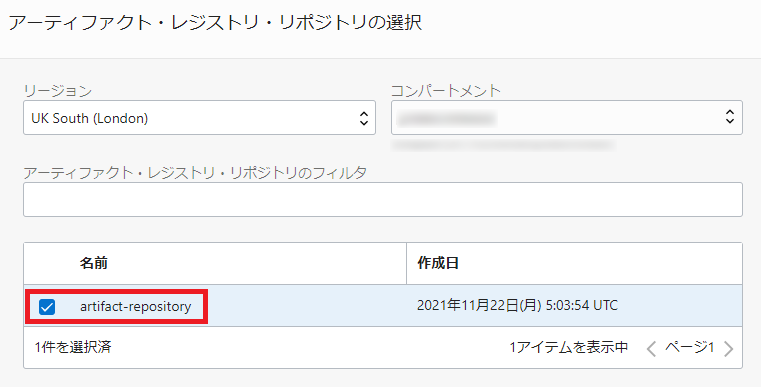 アーティファクト・レジストリ・リポジトリの選択
リージョン
コンパートメント
UK South (London)
アーティファクト・レジストリ・リポジトリのフィルタ
名前
作成日
artifact-repository
2021年11月22日(月) 5:03:54 UTC
1件を選択済
1アイテムを表示中
ページ1